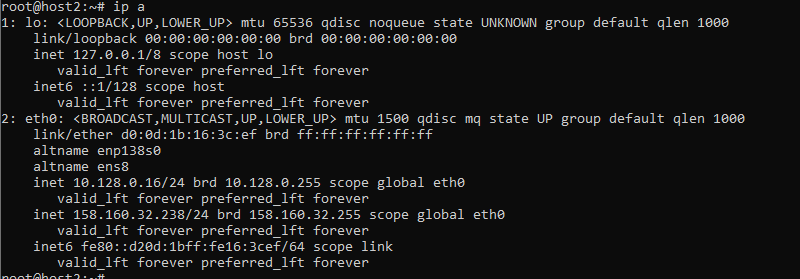 root@host2:~# ip a
1: lo: <LOOPBACK,UP,LOWER_UP> mtu 65536 qdisc noqueue state UNKNOWN group default qlen 1000
link/loopback 00:00:00:00:00:00 brd 00:00:00:00:00:00
inet 127.0.0.1/8 scope host lo
valid_lft forever preferred_lft forever
inet6 ::1/128 scope host
valid_lft forever preferred_lft forever
2: eth0: <BROADCAST,MULTICAST,UP,LOWER_UP> mtu 1500 qdisc mq state UP group default qlen 1000
link/ether d0:0d:1b:16:3c:ef brd ff:ff:ff:ff:ff:ff
altname enp138s0
altname ens8
inet 10.128.0.16/24 brd 10.128.0.255 scope global eth0
valid_lft forever preferred_lft forever
inet 158.160.32.238/24 brd 158.160.32.255 scope global eth0
valid_lft forever preferred_lft forever
inet6 fe80::d20d:1bff:fe16:3cef/64 scope link
valid_lft forever preferred_lft forever
root@host2:~#